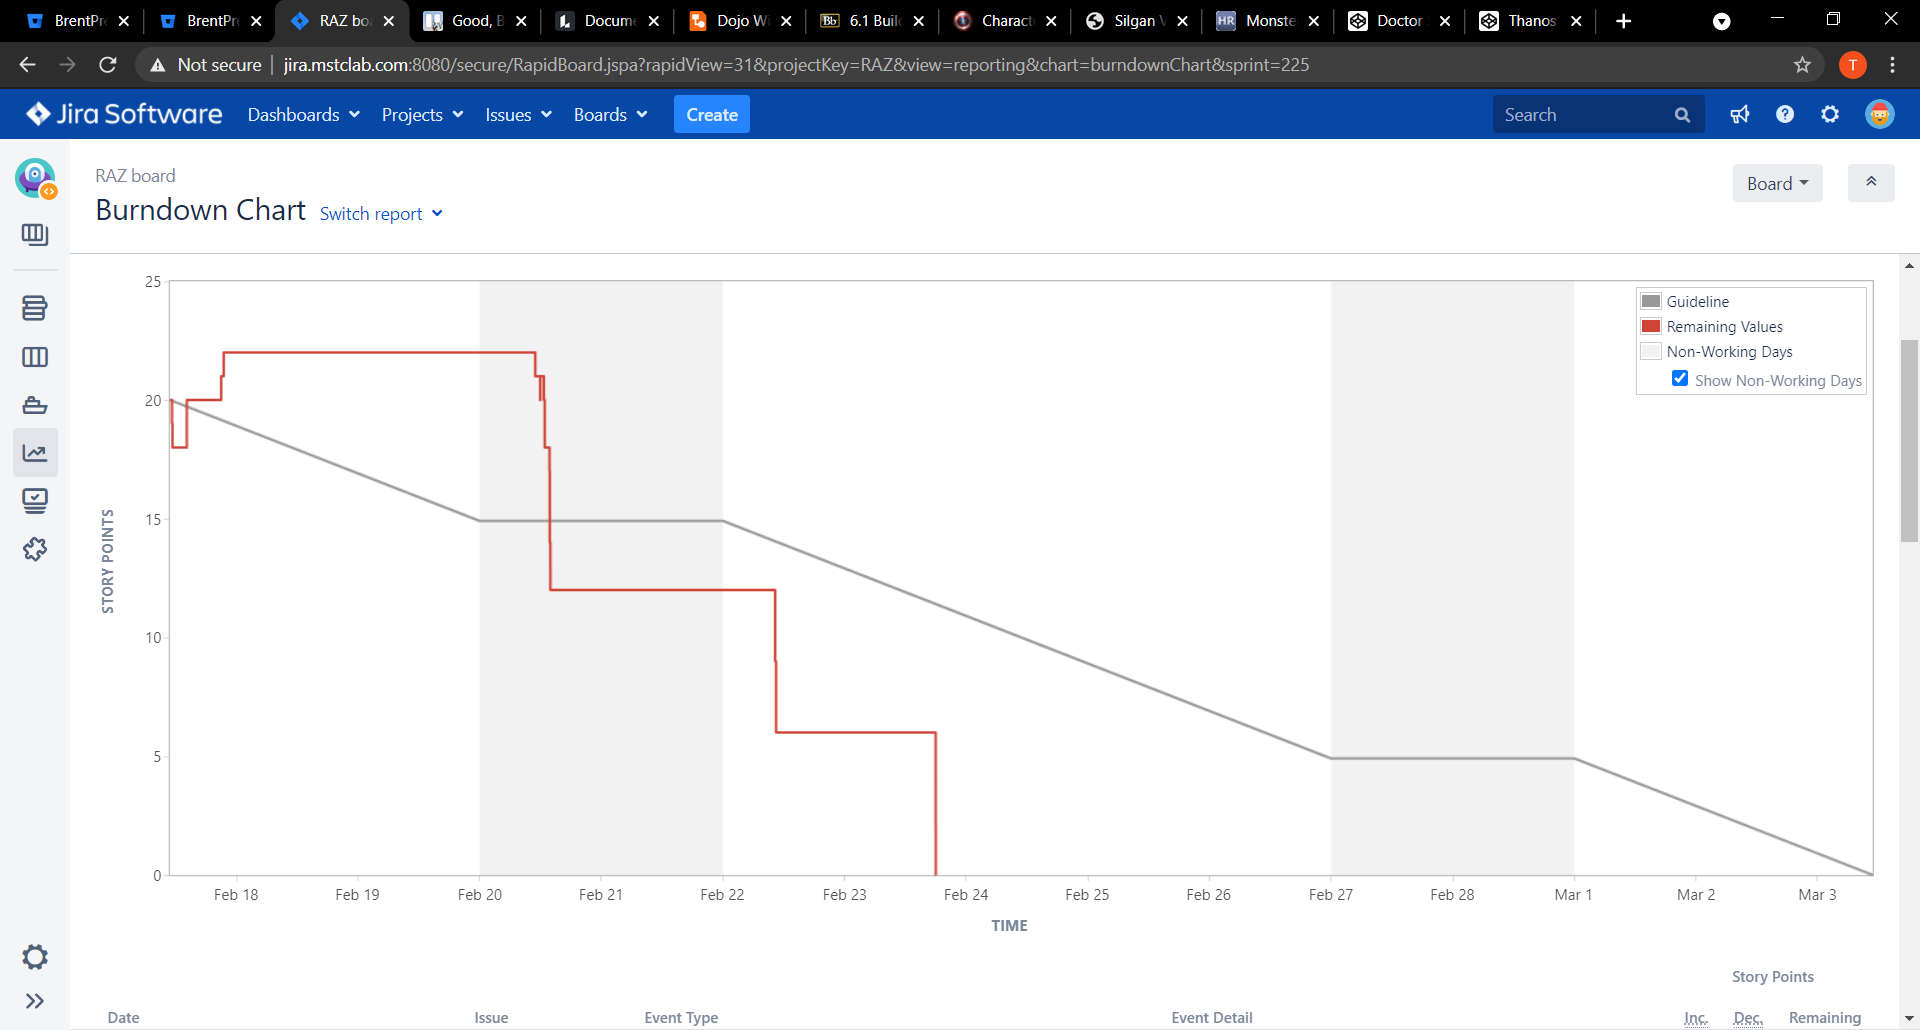 BrentPr
BrentPr
RAZ bo
Good, B
Docum
Dojo Wi
Bb 6.1 Buil
Charact
Silgan
HR Monste
Doctor
Thanos
Not secure | jira.mstclab.com:8080/secure/RapidBoard.jspa?rapidView=31&projectKey=RAZ&view=reporting&chart=burndownChart&sprint=225
T
Jira Software Dashboards Projects Issues Boards Create Search
RAZ board
Board
Burndown Chart Switch report
Guideline
Remaining Values
Non-Working Days
Show Non-Working Days
25
20
15
10
5
0
STORY POINTS
Feb 18 Feb 19 Feb 20 Feb 21 Feb 22 Feb 23 Feb 24 Feb 25 Feb 26 Feb 27 Feb 28 Mar 1 Mar 2 Mar 3
TIME
Story Points
Date Issue Event Type Event Detail Inc. Dec. Remaining